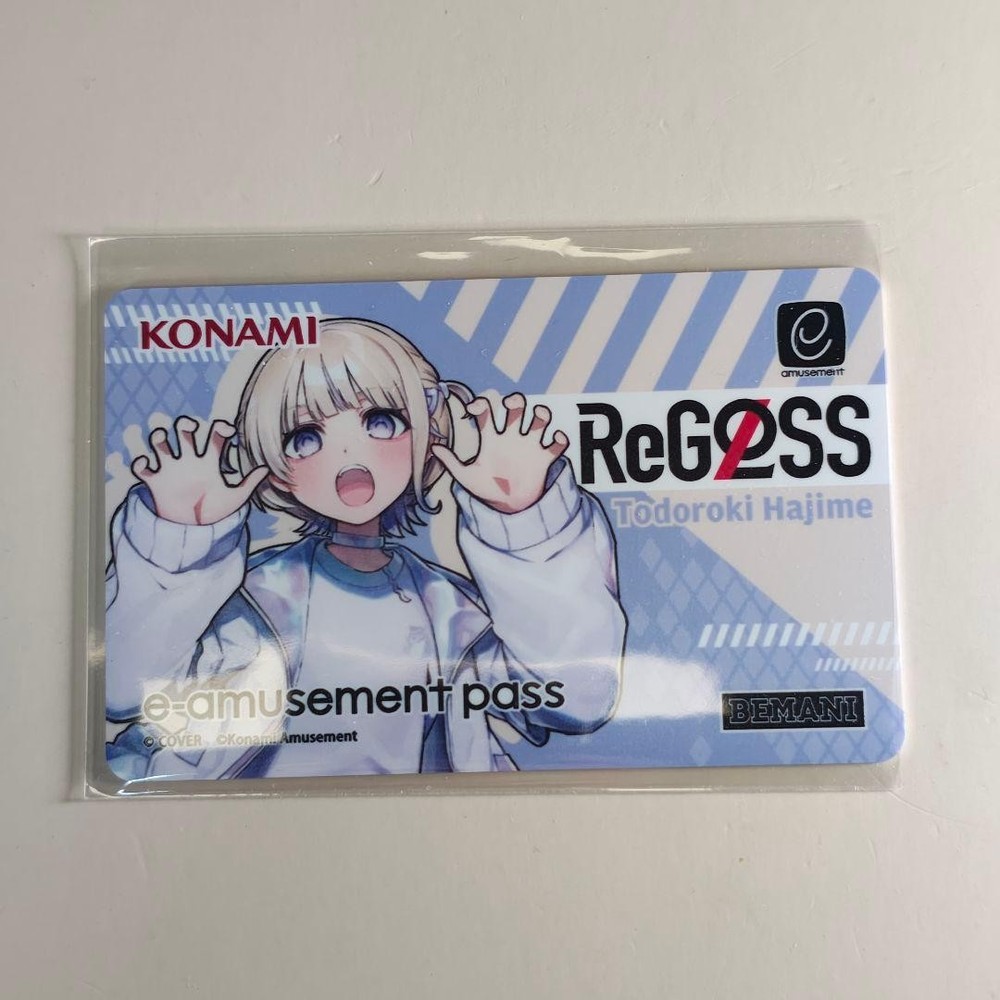 KONAMI
e
amusement
ReGLOSS
Todoroki Hajime
e-amusement pass
BEMANI
© COVER ©Konami Amusement